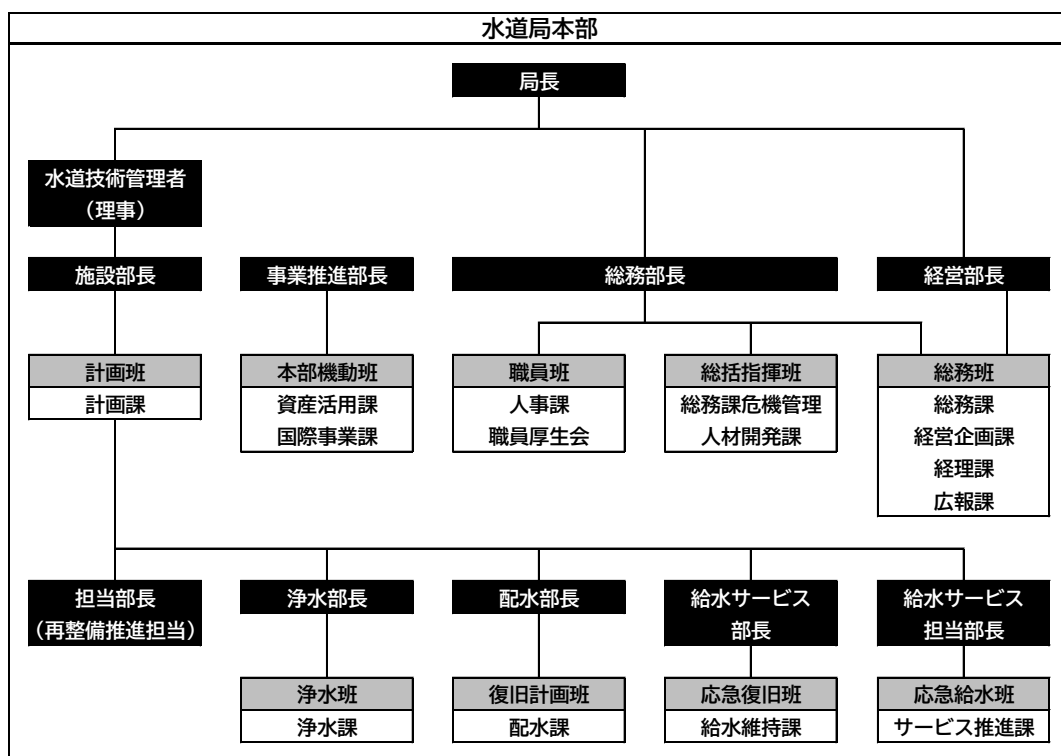 水道局本部
局長
水道技術管理者
（理事）
施設部長
事業推進部長
総務部長
経営部長
計画班
計画課
本部機動班
資産活用課
国際事業課
職員班
人事課
職員厚生会
総括指揮班
総務課危機管理
人材開発課
総務班
総務課
経営企画課
経理課
広報課
担当部長
（再整備推進担当）
浄水部長
配水部長
給水サービス
部長
給水サービス
担当部長
浄水班
浄水課
復旧計画班
配水課
応急復旧班
給水維持課
応急給水班
サービス推進課